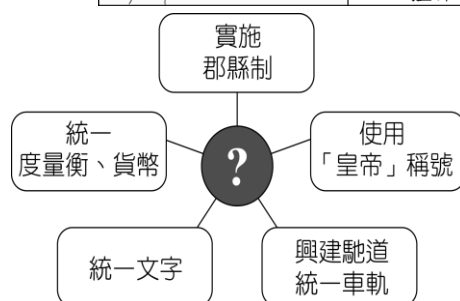 實施
郡縣制
統一
度量衡、貨幣
?
使用
「皇帝」稱號
統一文字
興建馳道
統一車軌